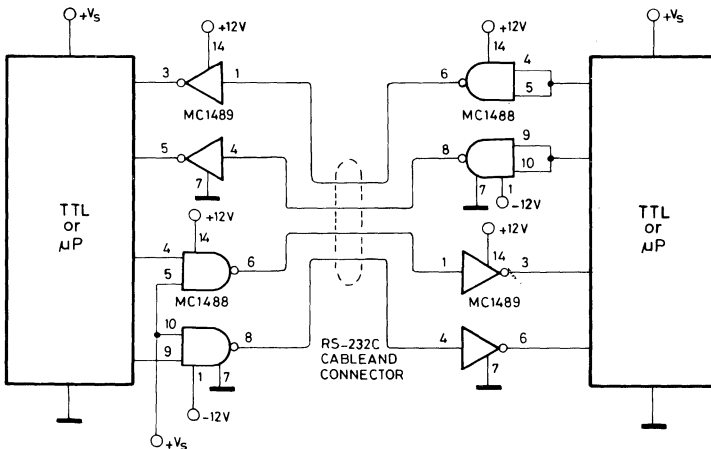 +Vs
+Vs
+12V
+12V
14
14
3
1
6
4
5
MC1489
MC1488
5
4
8
9
10
7
7
1
-12V
TTL
or
µP
TTL
or
µP
+12V
+12V
14
14
4
5
6
1
3
MC1488
MC1489
10
9
8
4
6
RS-232C
CABLEAND
CONNECTOR
1
7
7
-12V
+Vs